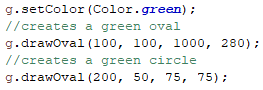 g.setColor(Color.green);
//creates a green oval
g.drawOval(100, 100, 1000, 280);
//creates a green circle
g.drawOval(200, 50, 75, 75);